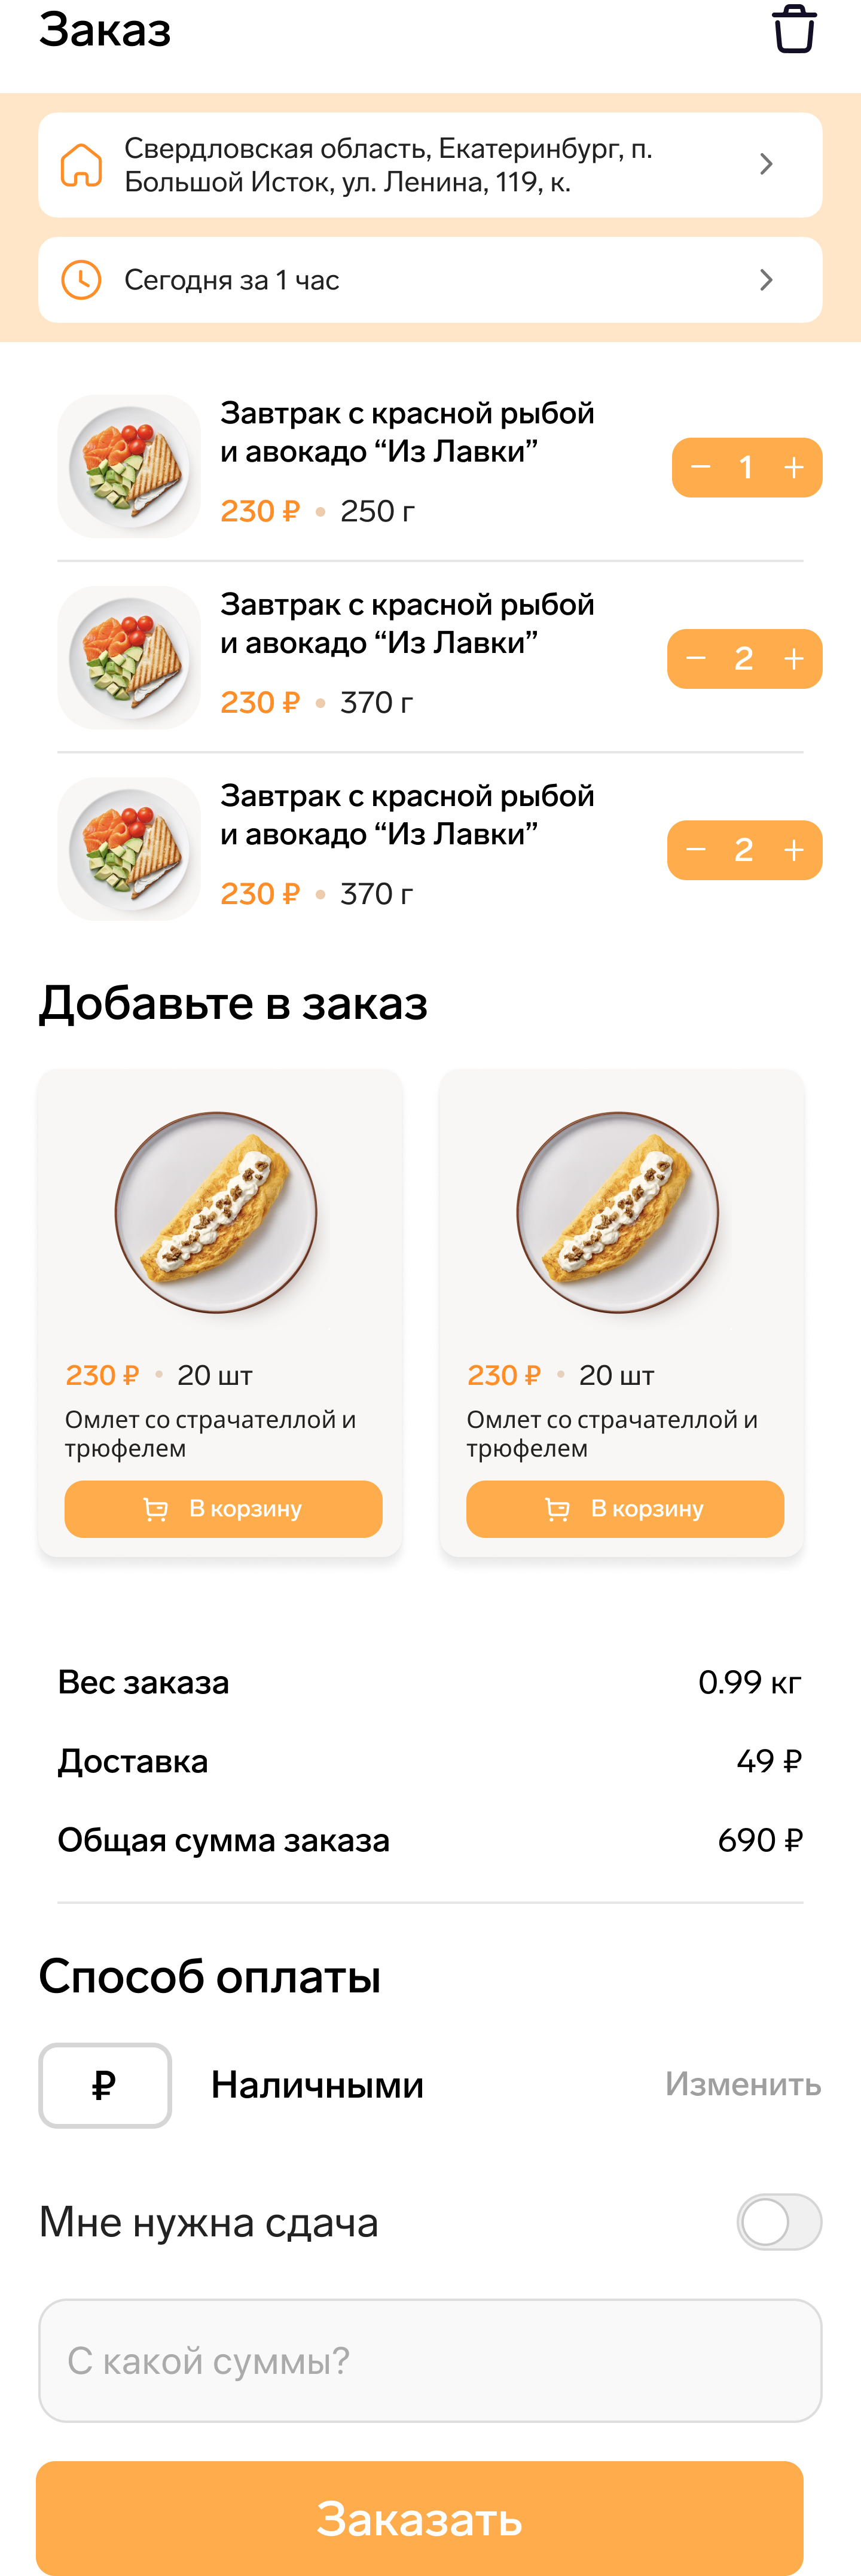 Заказ
Свердловская область, Екатеринбург, п.
Большой Исток, ул. Ленина, 119, к.
Сегодня за 1 час
Завтрак с красной рыбой
и авокадо “Из Лавки”
230 ₽ • 250 г
− 1 +
Завтрак с красной рыбой
и авокадо “Из Лавки”
230 ₽ • 370 г
− 2 +
Завтрак с красной рыбой
и авокадо “Из Лавки”
230 ₽ • 370 г
− 2 +
Добавьте в заказ
230 ₽ • 20 шт
Омлет со страчателлой и
трюфелем
В корзину
230 ₽ • 20 шт
Омлет со страчателлой и
трюфелем
В корзину
Вес заказа 0.99 кг
Доставка 49 ₽
Общая сумма заказа 690 ₽
Способ оплаты
₽ Наличными Изменить
Мне нужна сдача
С какой суммы?
Заказать